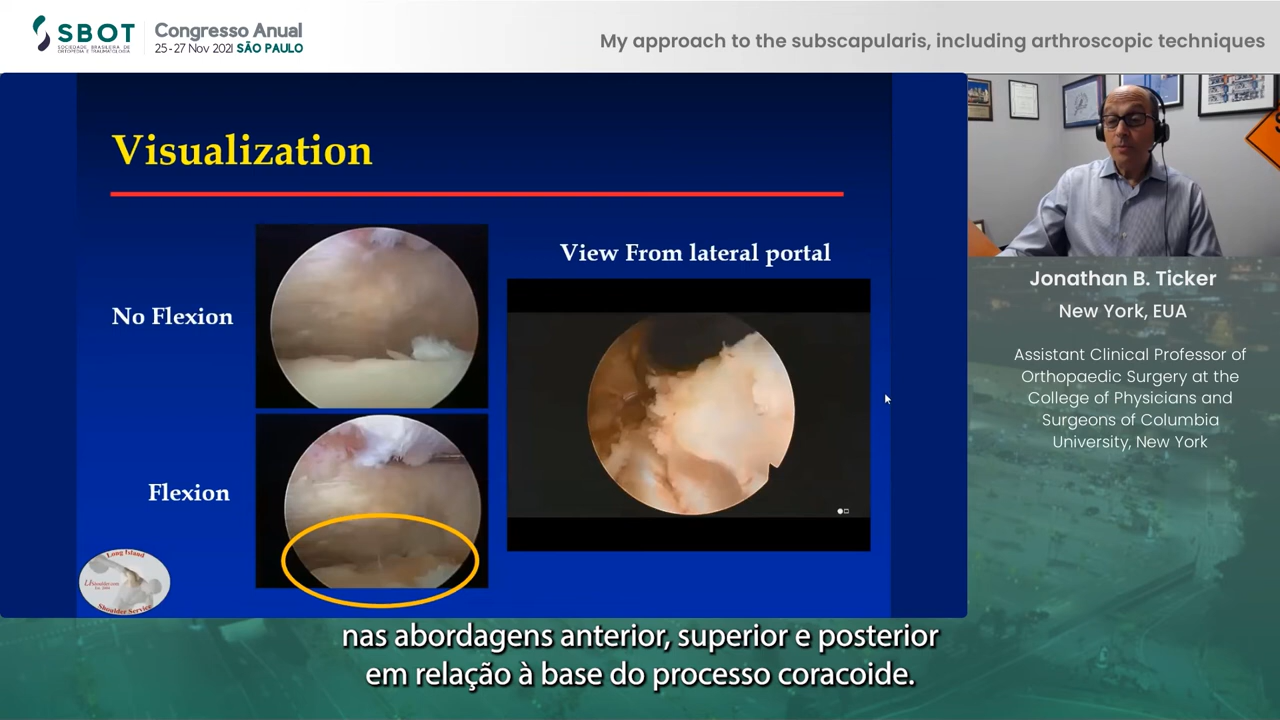 SBOT
SOCIEDADE BRASILEIRA DE
ORTOPEDIA E TRAUMATOLOGIA
Congresso Anual
25-27 Nov 2021 SÃO PAULO
My approach to the subscapularis, including arthroscopic techniques
Visualization
View From lateral portal
No Flexion
Flexion
Long Island
LIShoulder.com
Shoulder Service
Jonathan B. Ticker
New York, EUA
Assistant Clinical Professor of
Orthopaedic Surgery at the
College of Physicians and
Surgeons of Columbia
University, New York
nas abordagens anterior, superior e posterior
em relação à base do processo coracoide.